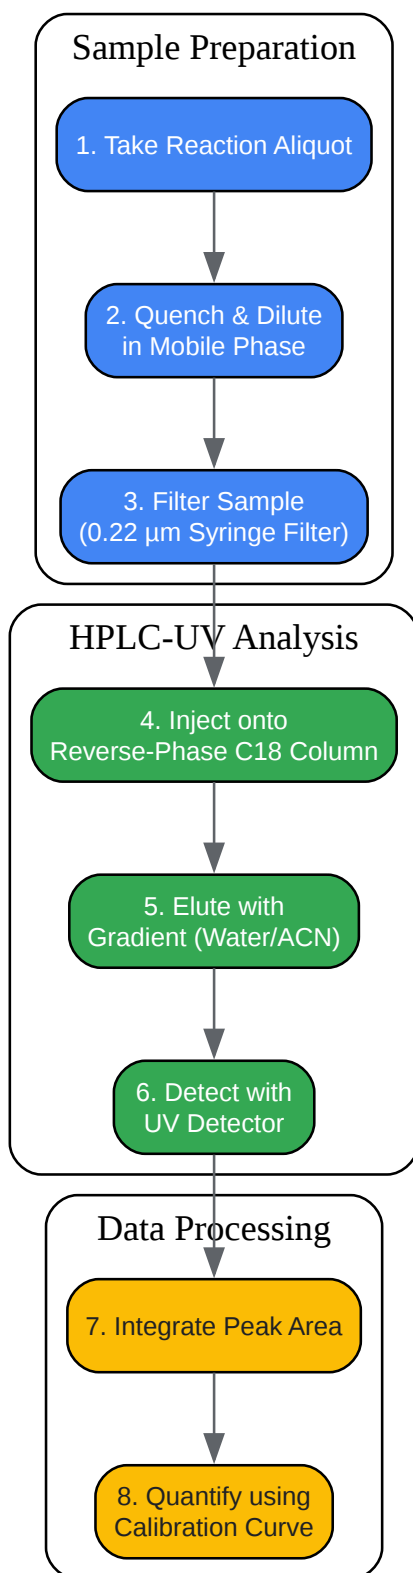 Sample Preparation
1. Take Reaction Aliquot
2. Quench & Dilute
in Mobile Phase
3. Filter Sample
(0.22 µm Syringe Filter)
HPLC-UV Analysis
4. Inject onto
Reverse-Phase C18 Column
5. Elute with
Gradient (Water/ACN)
6. Detect with
UV Detector
Data Processing
7. Integrate Peak Area
8. Quantify using
Calibration Curve